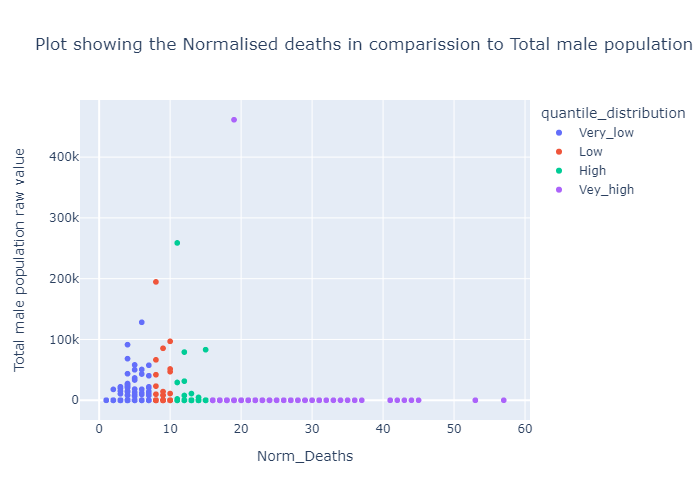 Plot showing the Normalised deaths in comparission to Total male population
quantile_distribution
Very_low
Low
High
Vey_high
Total male population raw value
400k
300k
200k
100k
0
0 10 20 30 40 50 60
Norm_Deaths